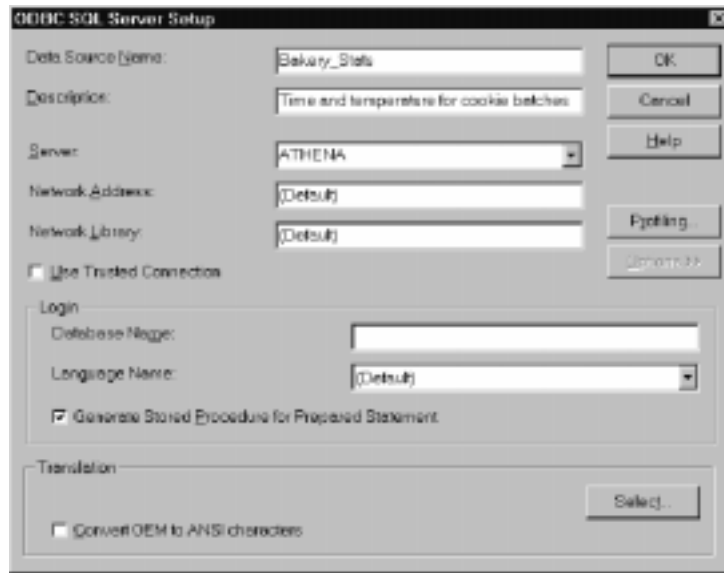 ODBC SQL Server Setup
Data Source Name: Bakery_Stats OK
Description: Time and temperature for cookie batches Cancel
Help
Server: ATHENA
Network Address: (Default)
Network Library: (Default) Profiling...
Use Trusted Connection Options >>
Login
Database Name:
Language Name: (Default)
Generate Stored Procedure for Prepared Statement
Translation
Select...
Convert OEM to ANSI characters